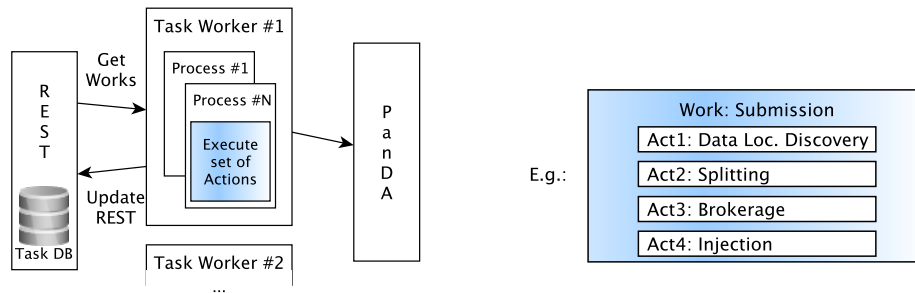 Task Worker #1
Get
Works
Process #1
Process #N
Execute
set of
Actions
R
E
S
T
Update
REST
Task DB
P
a
n
D
A
Task Worker #2
...
E.g.:
Work: Submission
Act1: Data Loc. Discovery
Act2: Splitting
Act3: Brokerage
Act4: Injection